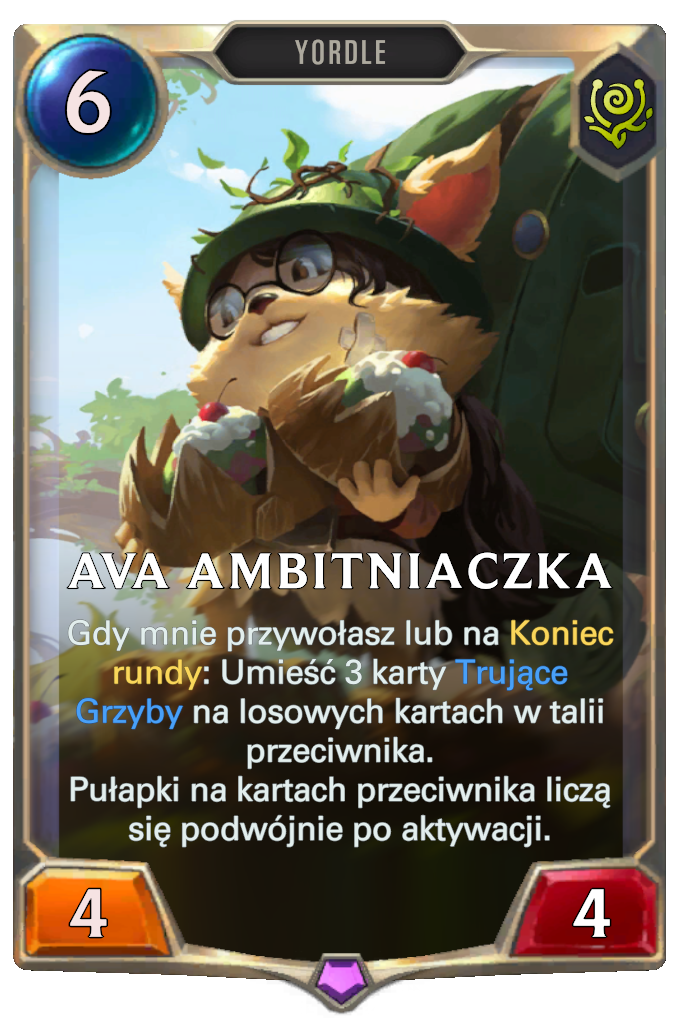 YORDLE
6
AVA AMBITNIACZKA
Gdy mnie przywołasz lub na Koniec
rundy: Umieść 3 karty Trujące
Grzyby na losowych kartach w talii
przeciwnika.
Pułapki na kartach przeciwnika liczą
się podwójnie po aktywacji.
4
4